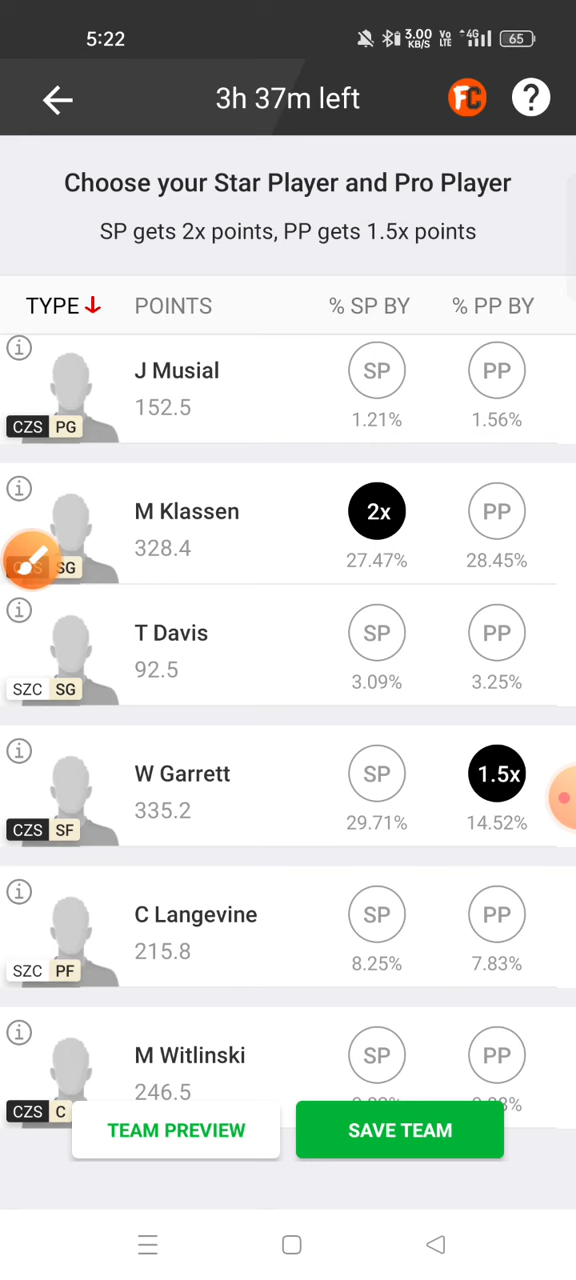 5:22 3.00 KB/S Vo LTE 4G 65
3h 37m left FC ?
Choose your Star Player and Pro Player
SP gets 2x points, PP gets 1.5x points
TYPE POINTS % SP BY % PP BY
J Musial SP PP
152.5 1.21% 1.56%
CZS PG
M Klassen 2x PP
328.4 27.47% 28.45%
SG
T Davis SP PP
92.5 3.09% 3.25%
SZC SG
W Garrett SP 1.5x
335.2 29.71% 14.52%
CZS SF
C Langevine SP PP
215.8 8.25% 7.83%
SZC PF
M Witlinski SP PP
246.5
CZS C
TEAM PREVIEW SAVE TEAM